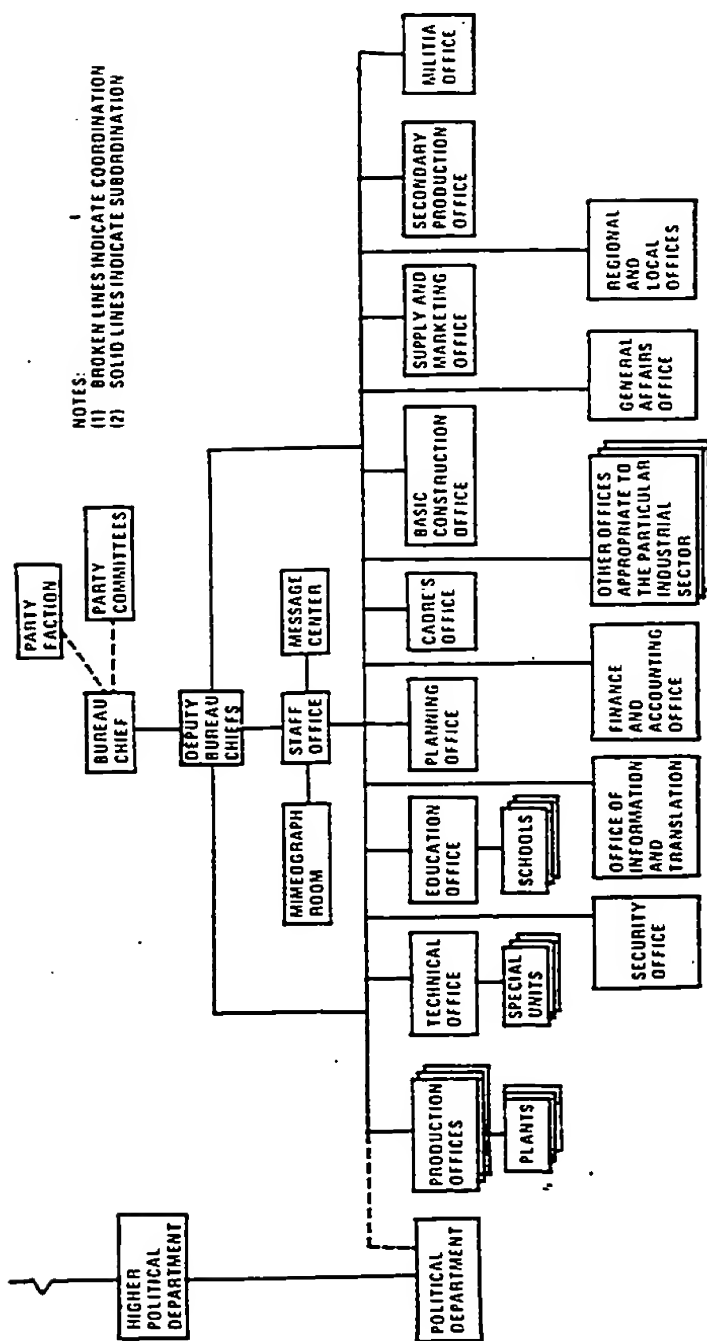 NOTES:
(1) BROKEN LINES INDICATE COORDINATION
(2) SOLID LINES INDICATE SUBORDINATION
PARTY
FACTION
PARTY
COMMITTEES
BUREAU
CHIEF
DEPUTY
BUREAU
CHIEFS
MIMEOGRAPH
ROOM
STAFF
OFFICE
MESSAGE
CENTER
HIGHER
POLITICAL
DEPARTMENT
POLITICAL
DEPARTMENT
PRODUCTION
OFFICES
PLANTS
TECHNICAL
OFFICE
SPECIAL
UNITS
EDUCATION
OFFICE
SCHOOLS
PLANNING
OFFICE
CADRE'S
OFFICE
BASIC
CONSTRUCTION
OFFICE
SUPPLY AND
MARKETING
OFFICE
SECONDARY
PRODUCTION
OFFICE
MILITIA
OFFICE
SECURITY
OFFICE
OFFICE OF
INFORMATION
AND
TRANSLATION
FINANCE
AND
ACCOUNTING
OFFICE
OTHER OFFICES
APPROPRIATE TO
THE PARTICULAR
INDUSTRIAL
SECTOR
GENERAL
AFFAIRS
OFFICE
REGIONAL
AND
LOCAL
OFFICES